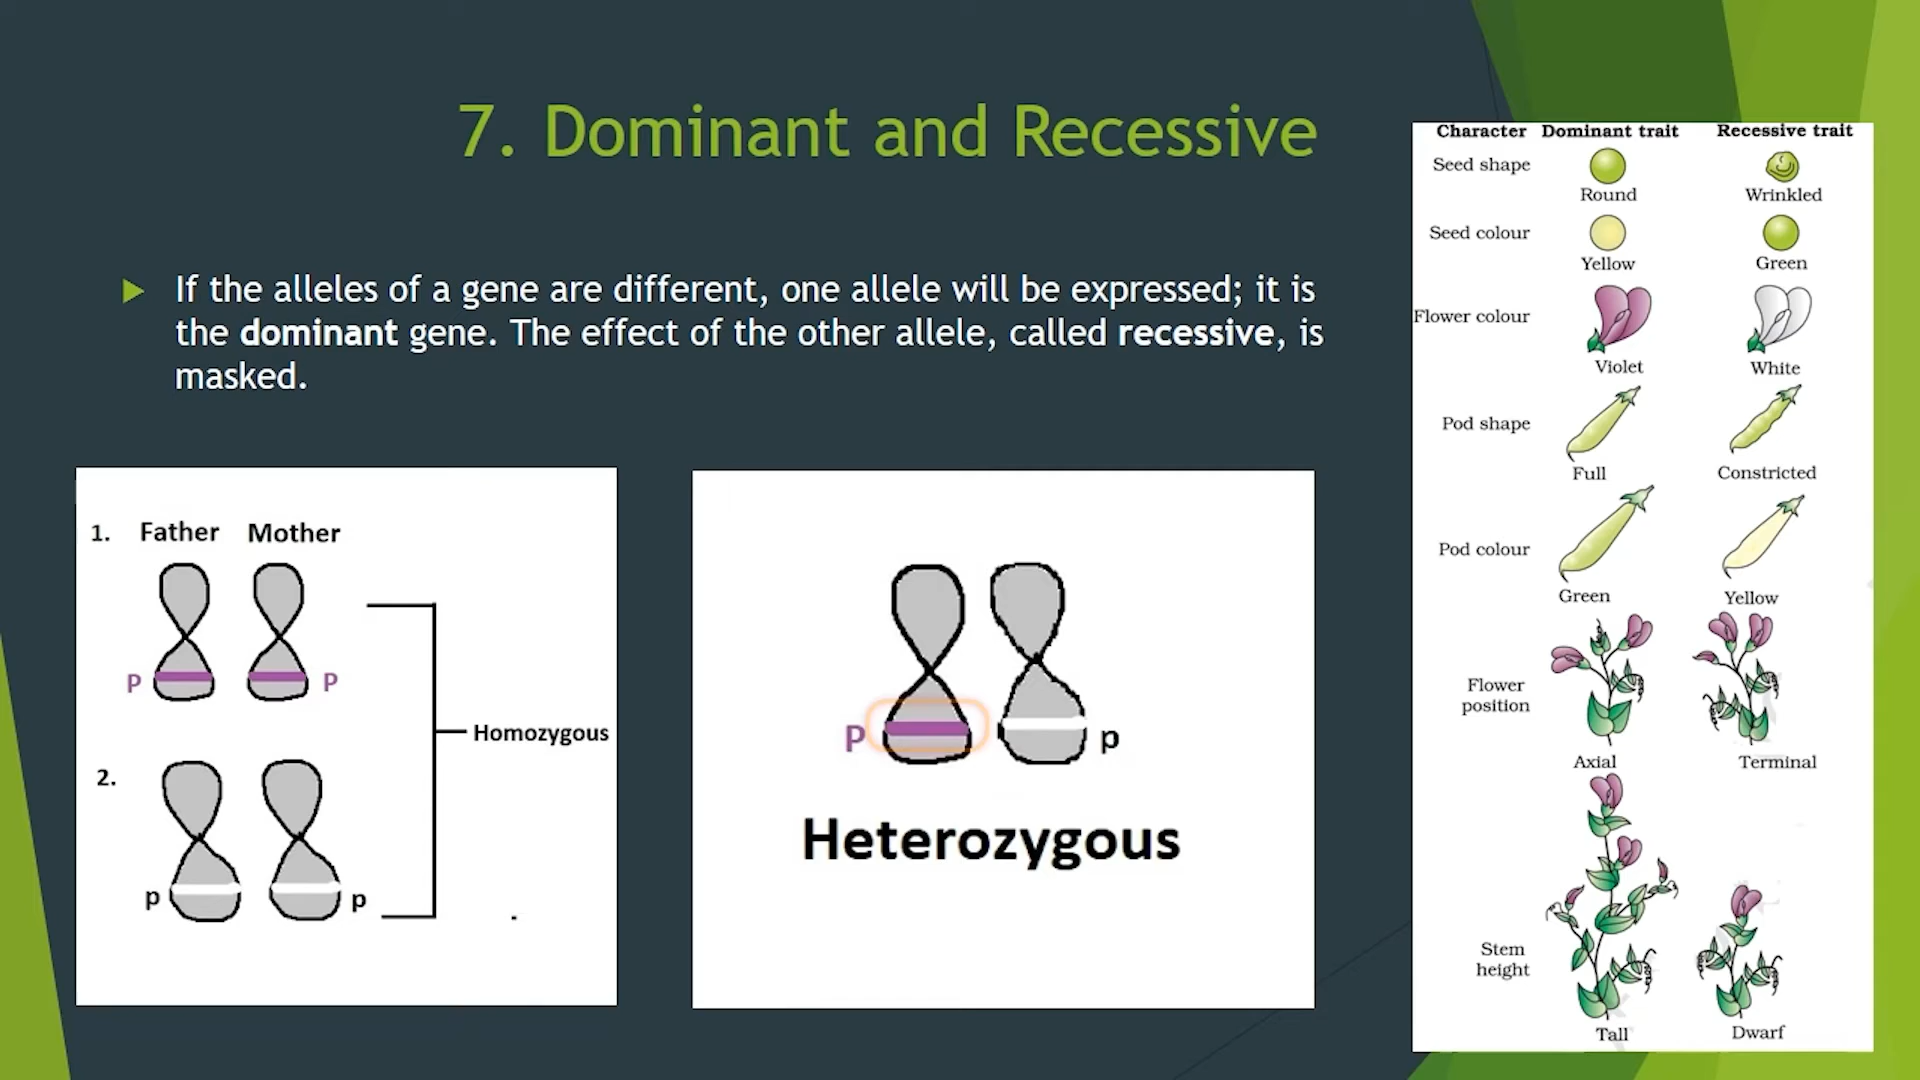 7. Dominant and Recessive
If the alleles of a gene are different, one allele will be expressed; it is
the dominant gene. The effect of the other allele, called recessive, is
masked.
1. Father Mother
P P
Homozygous
2.
p p
P p
Heterozygous
Character Dominant trait Recessive trait
Seed shape
Round Wrinkled
Seed colour
Yellow Green
Flower colour
Violet White
Pod shape
Full Constricted
Pod colour
Green Yellow
Flower
position
Axial Terminal
Stem
height
Tall Dwarf